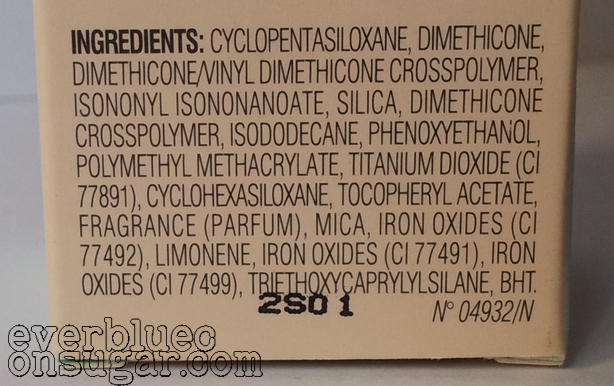 INGREDIENTS: CYCLOPENTASILOXANE, DIMETHICONE,
DIMETHICONE/VINYL DIMETHICONE CROSSPOLYMER,
ISONONYL ISONONANOATE, SILICA, DIMETHICONE
CROSSPOLYMER, ISODODECANE, PHENOXYETHANOL,
POLYMETHYL METHACRYLATE, TITANIUM DIOXIDE (CI
77891), CYCLOHEXASILOXANE, TOCOPHERYL ACETATE,
FRAGRANCE (PARFUM), MICA, IRON OXIDES (CI
77492), LIMONENE, IRON OXIDES (CI 77491), IRON
OXIDES (CI 77499), TRIETHOXYCAPRYLYLSILANE, BHT.
2S01
N° 04932/N
everbluec
onsugar.com